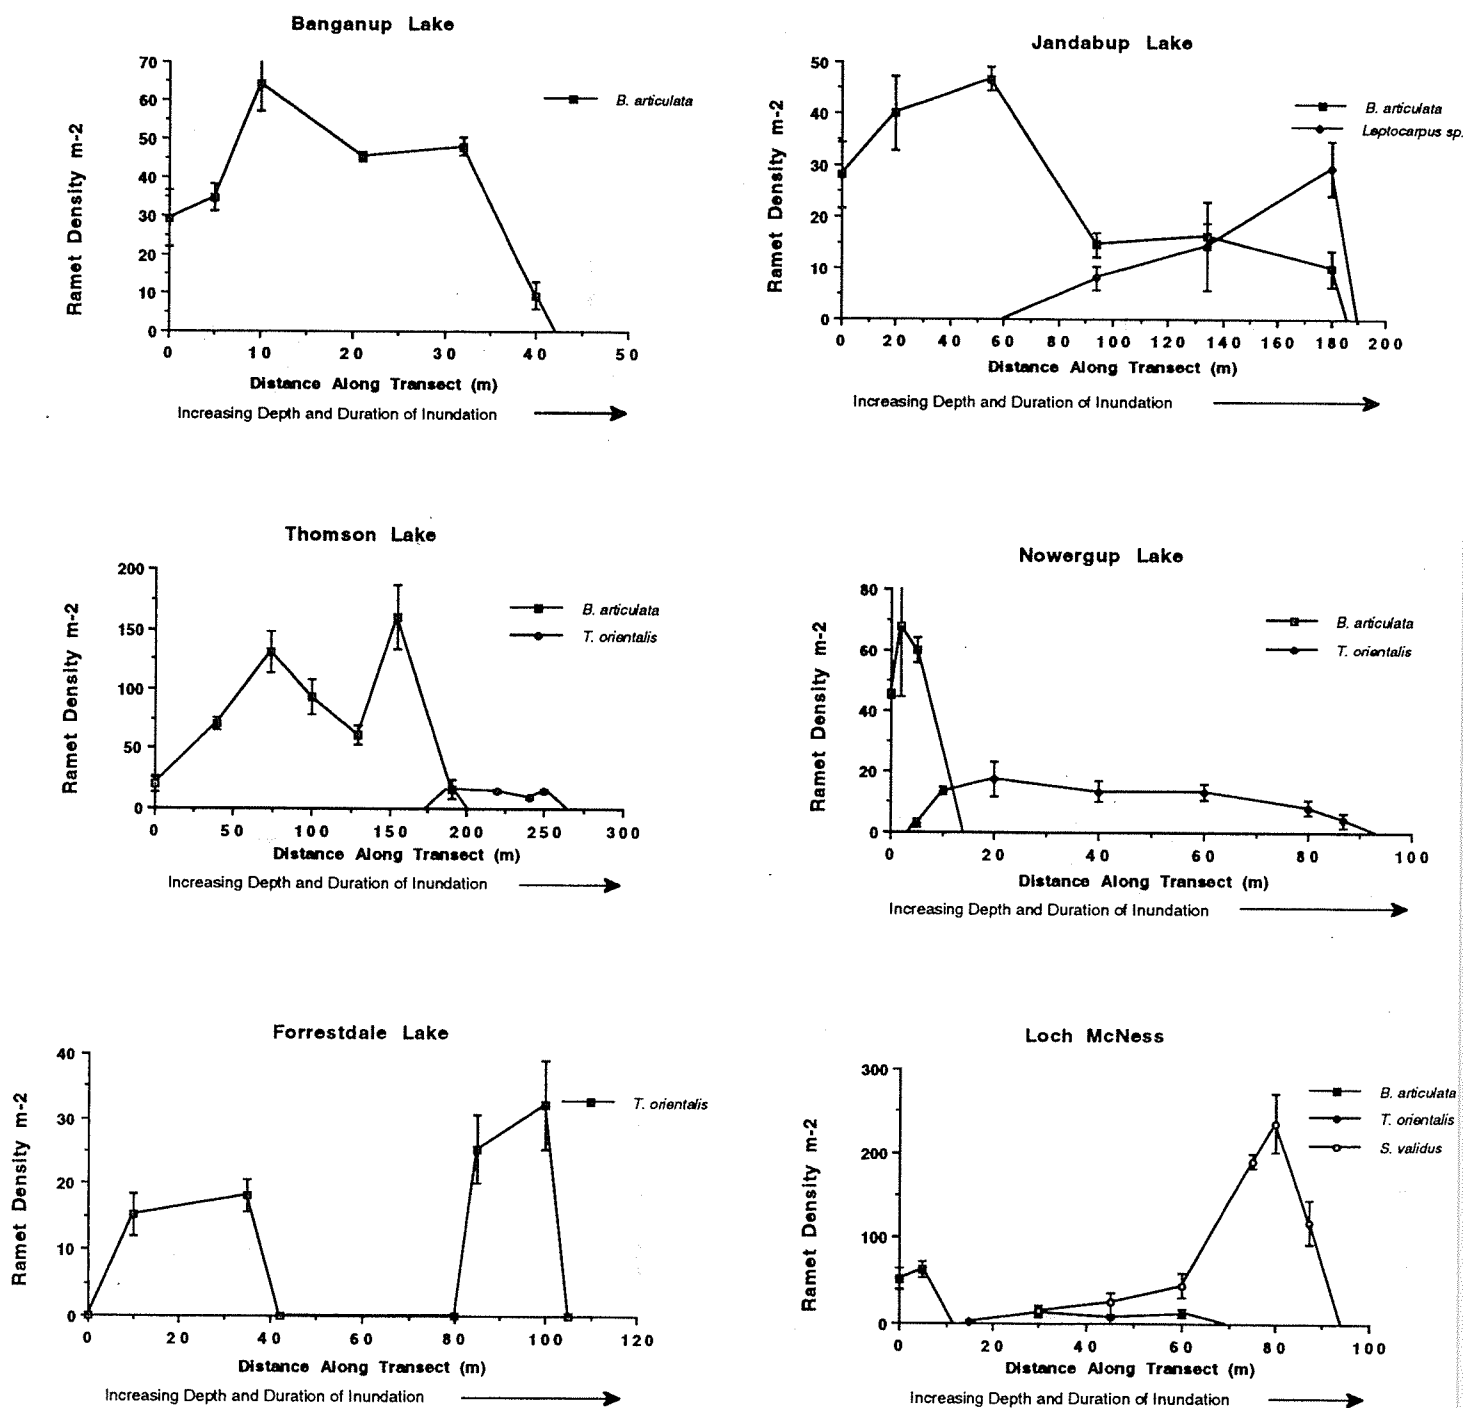 Banganup Lake
70
60
50
40
30
20
10
0
Ramet Density m-2
B. articulata
0 10 20 30 40 50
Distance Along Transect (m)
Increasing Depth and Duration of Inundation
Jandabup Lake
50
40
30
20
10
0
Ramet Density m-2
B. articulata
Leptocarpus sp.
0 20 40 60 80 100 120 140 160 180 200
Distance Along Transect (m)
Increasing Depth and Duration of Inundation
Thomson Lake
200
150
100
50
0
Ramet Density m-2
B. articulata
T. orientalis
0 50 100 150 200 250 300
Distance Along Transect (m)
Increasing Depth and Duration of Inundation
Nowergup Lake
80
60
40
20
0
Ramet Density m-2
B. articulata
T. orientalis
0 20 40 60 80 100
Distance Along Transect (m)
Increasing Depth and Duration of Inundation
Forrestdale Lake
40
30
20
10
0
Ramet Density m-2
T. orientalis
0 20 40 60 80 100 120
Distance Along Transect (m)
Increasing Depth and Duration of Inundation
Loch McNess
300
200
100
0
Ramet Density m-2
B. articulata
T. orientalis
S. validus
0 20 40 60 80 100
Distance Along Transect (m)
Increasing Depth and Duration of Inundation